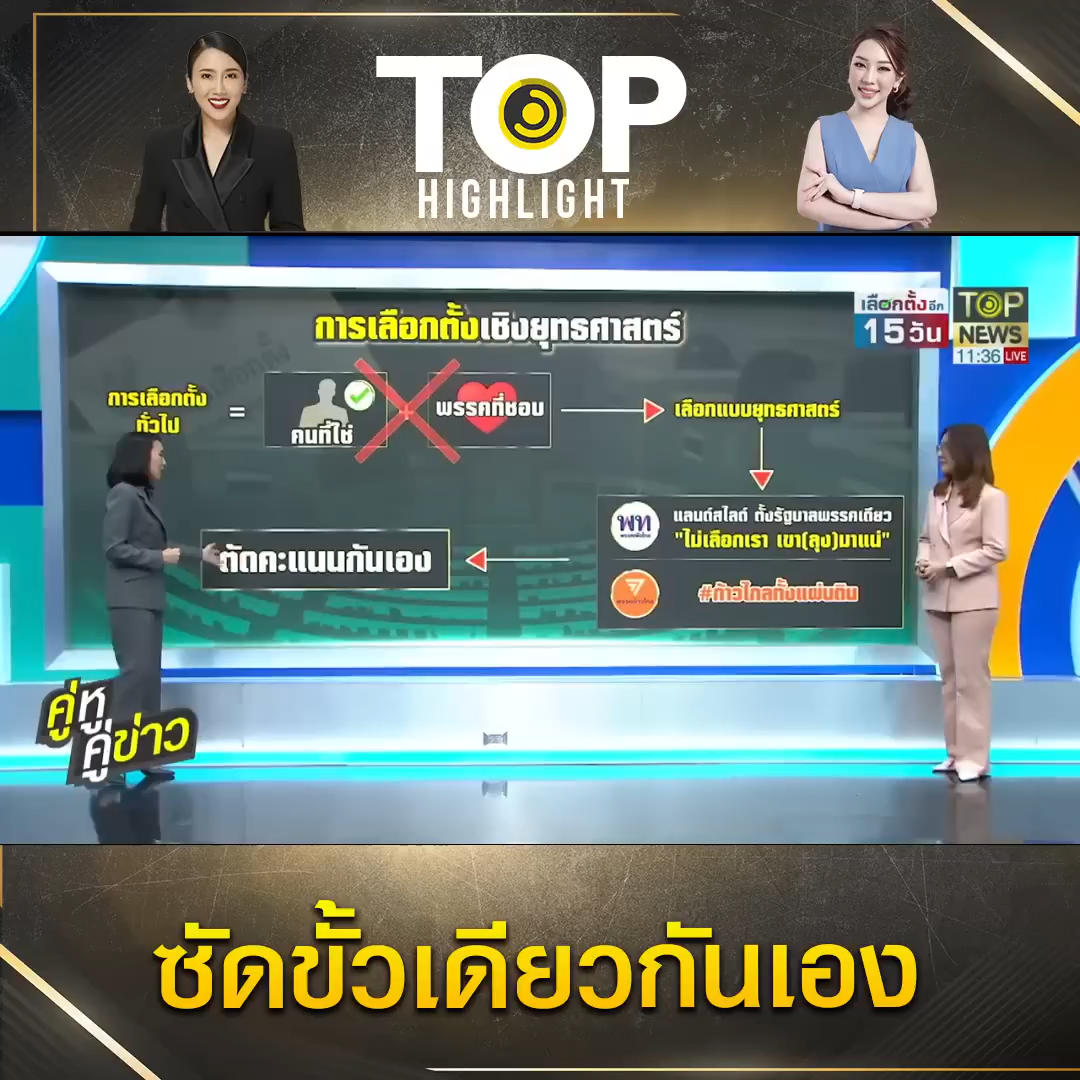 TOP
HIGHLIGHT
เลือกตั้งอีก
15 วัน
TOP
NEWS
11:36 LIVE
การเลือกตั้งเชิงยุทธศาสตร์
การเลือกตั้ง
ทั่วไป
=
คนที่ใช่
+
พรรคที่ชอบ
เลือกแบบยุทธศาสตร์
พท
แลนด์สไลด์ ตั้งรัฐบาลพรรคเดียว
"ไม่เลือกเรา เขา(ลุง)มาแน่"
#ก้าวไกลทั้งแผ่นดิน
ตัดคะแนนกันเอง
คู่หู
คู่ข่าว
ซัดขั้วเดียวกันเอง